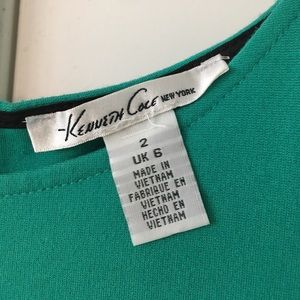 Kenneth Cole NEW YORK
2
UK 6
MADE IN
VIETNAM
FABRIQUE EN
VIETNAM
HECHO EN
VIETNAM